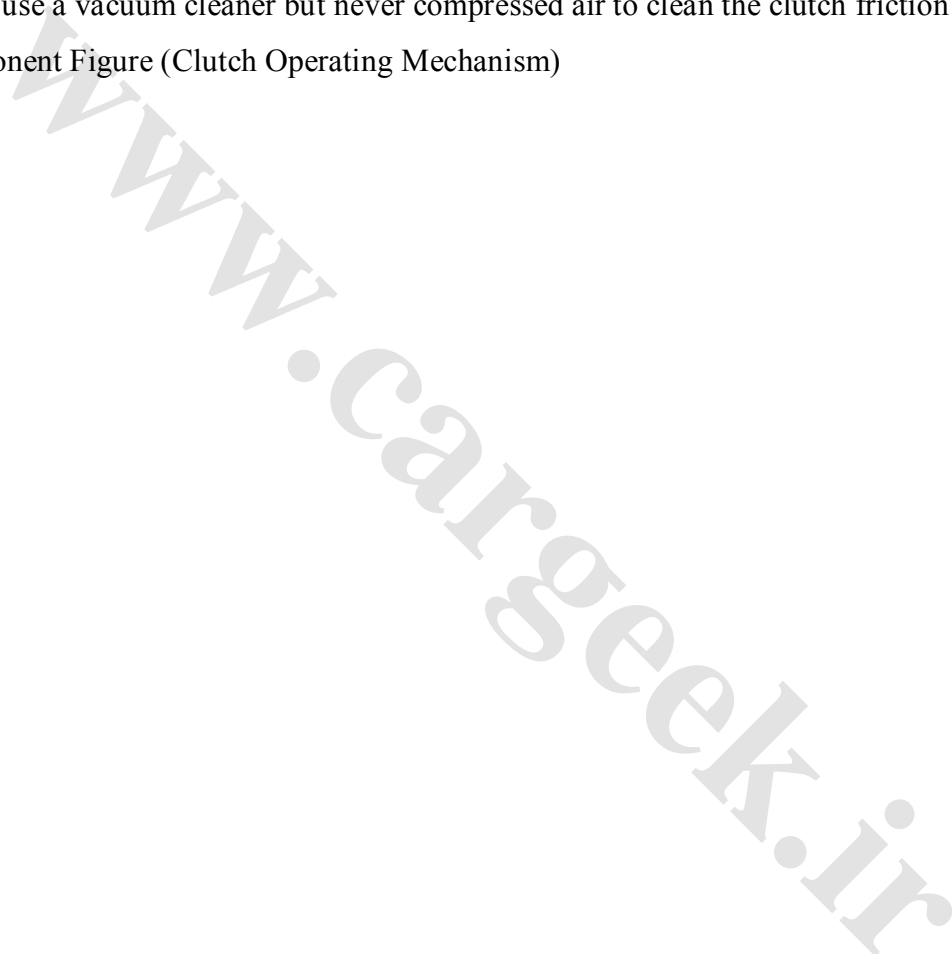 use a vacuum cleaner but never compressed air to clean the clutch friction
onent Figure (Clutch Operating Mechanism)
www.cargeek.ir